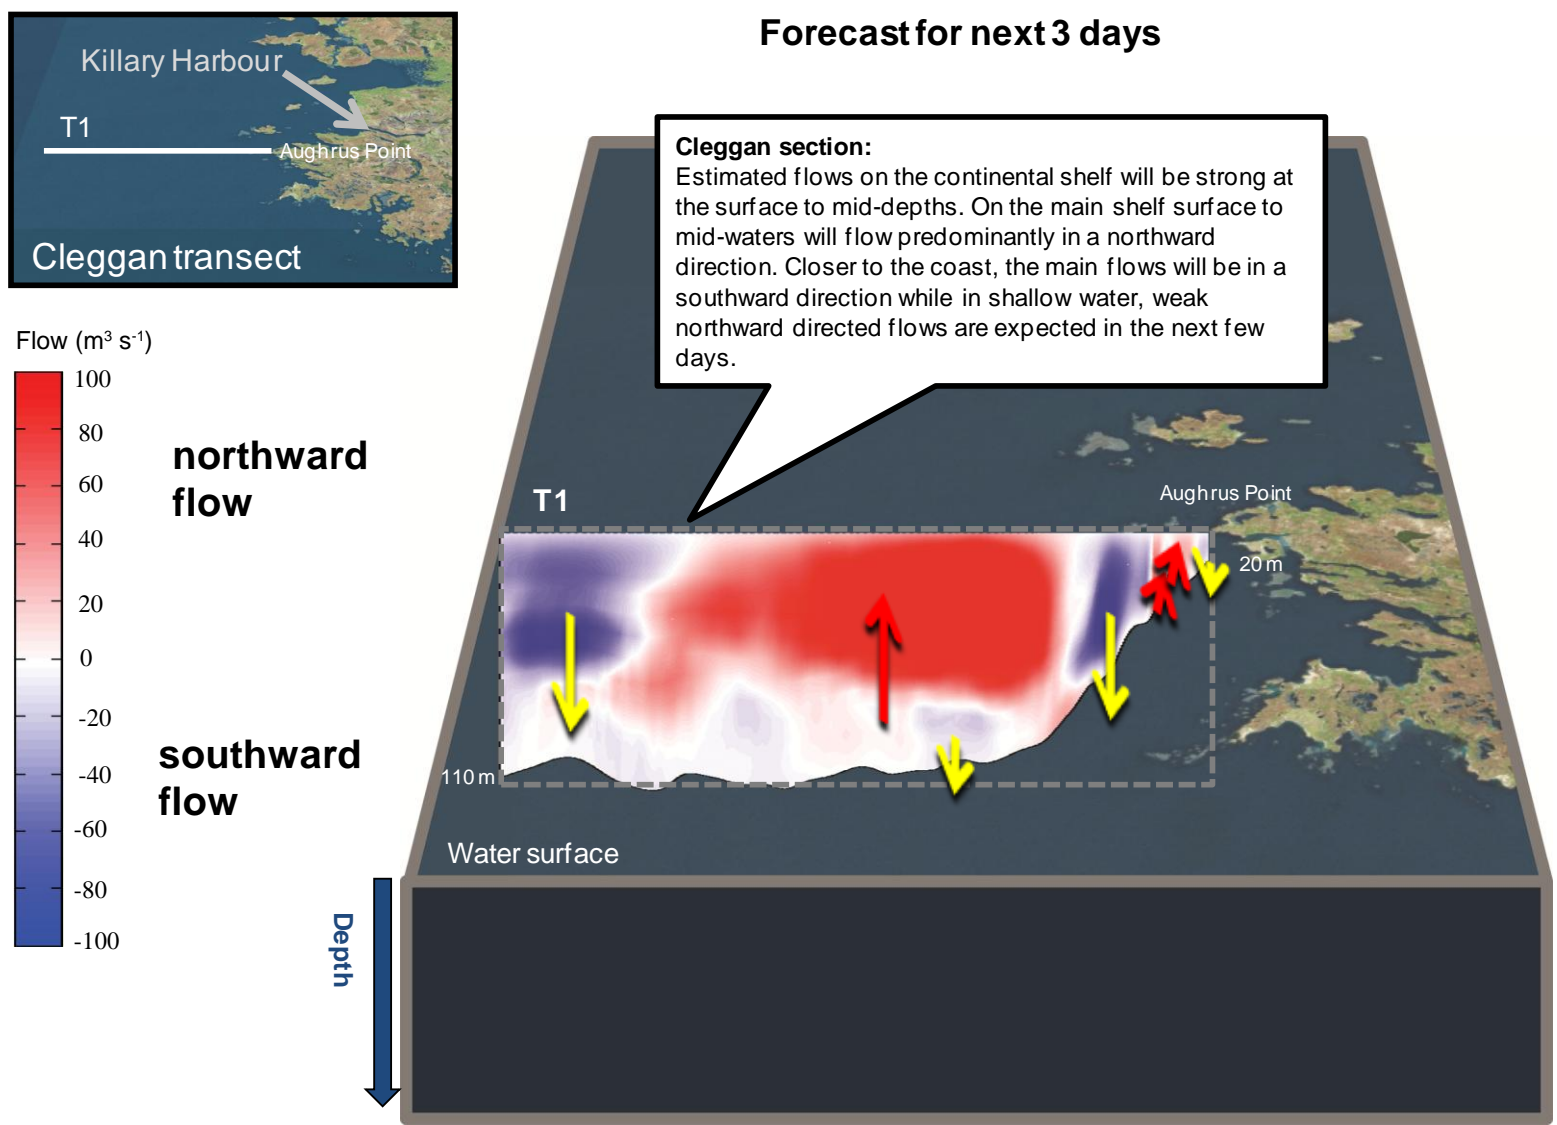 Forecast for next 3 days
Killary Harbour
T1
Aughrus Point
Cleggan transect
Cleggan section:
Estimated flows on the continental shelf will be strong at
the surface to mid-depths. On the main shelf surface to
mid-waters will flow predominantly in a northward
direction. Closer to the coast, the main flows will be in a
southward direction while in shallow water, weak
northward directed flows are expected in the next few
days.
Flow (m³ s⁻¹)
100
80
60
40
20
0
-20
-40
-60
-80
-100
northward
flow
southward
flow
T1
Aughrus Point
20 m
110 m
Water surface
Depth